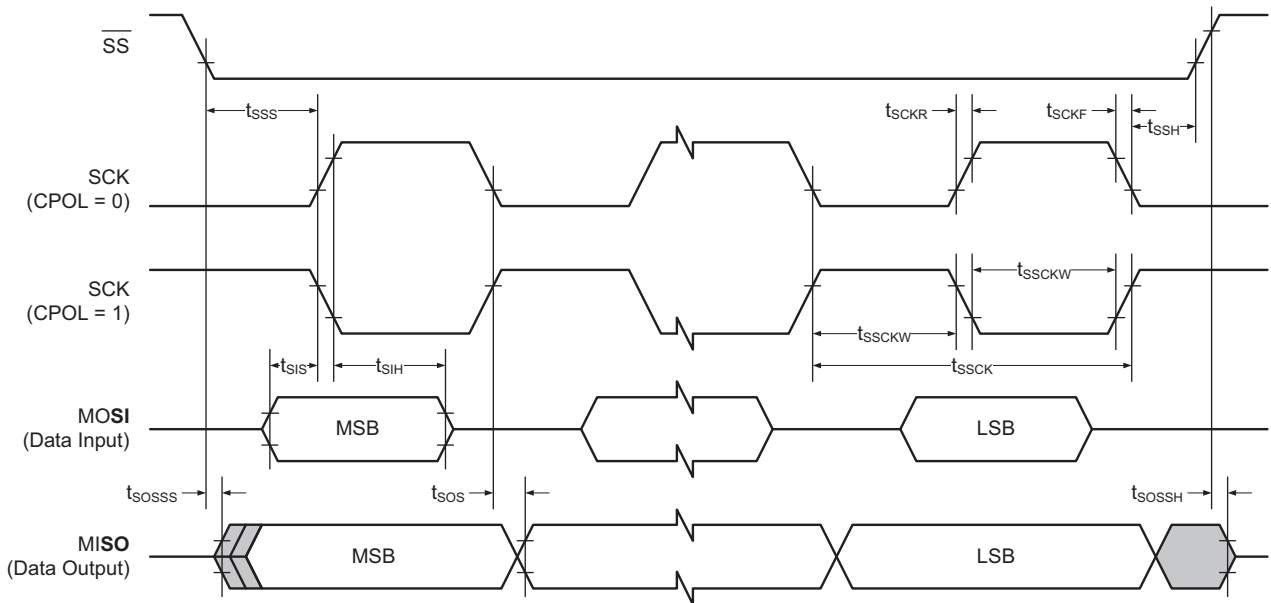 SS
tSSS
tSCKR
tSCKF
tSSH
SCK
(CPOL = 0)
SCK
(CPOL = 1)
tSSCKW
tSSCKW
tSIS
tSIH
tSSCK
MOSI
(Data Input)
MSB
LSB
tSOSSS
tSOS
tSOSSH
MISO
(Data Output)
MSB
LSB